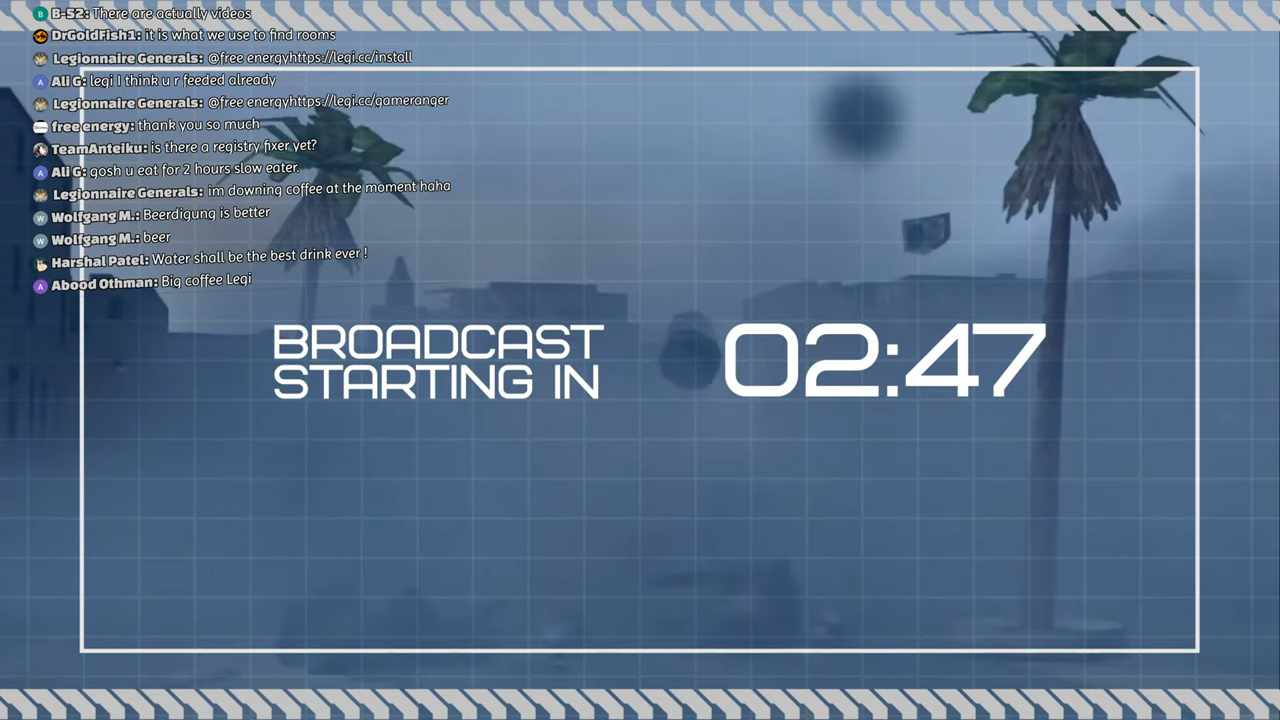 B-52: There are actually videos
DrGoldFish1: it is what we use to find rooms
Legionnaire Generals: @free energyhttps://legi.cc/install
Ali G: legi I think u r feeded already
Legionnaire Generals: @free energyhttps://legi.cc/gameranger
free energy: thank you so much
TeamAnteiku: is there a registry fixer yet?
Ali G: gosh u eat for 2 hours slow eater.
Legionnaire Generals: im downing coffee at the moment haha
Wolfgang M.: Beerdigung is better
Wolfgang M.: beer
Harshal Patel: Water shall be the best drink ever !
Abood Othman: Big coffee Legi
BROADCAST
STARTING IN
02:47